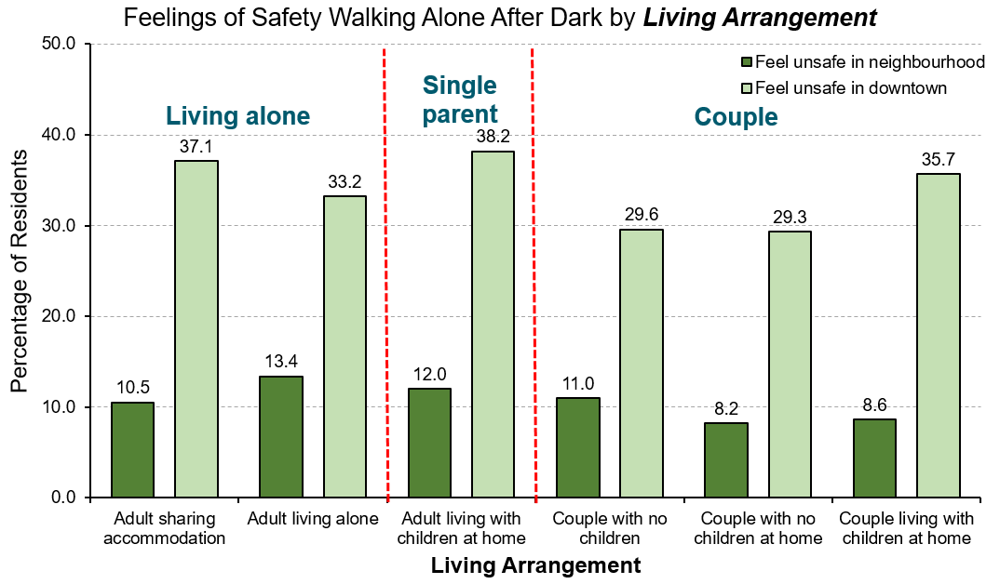 Feelings of Safety Walking Alone After Dark by Living Arrangement
50.0
40.0
30.0
20.0
10.0
0.0
Percentage of Residents
Feel unsafe in neighbourhood
Feel unsafe in downtown
Living alone
Single
parent
Couple
10.5
37.1
13.4
33.2
12.0
38.2
11.0
29.6
8.2
29.3
8.6
35.7
Adult sharing
accommodation
Adult living alone
Adult living with
children at home
Couple with no
children
Couple with no
children at home
Couple living with
children at home
Living Arrangement